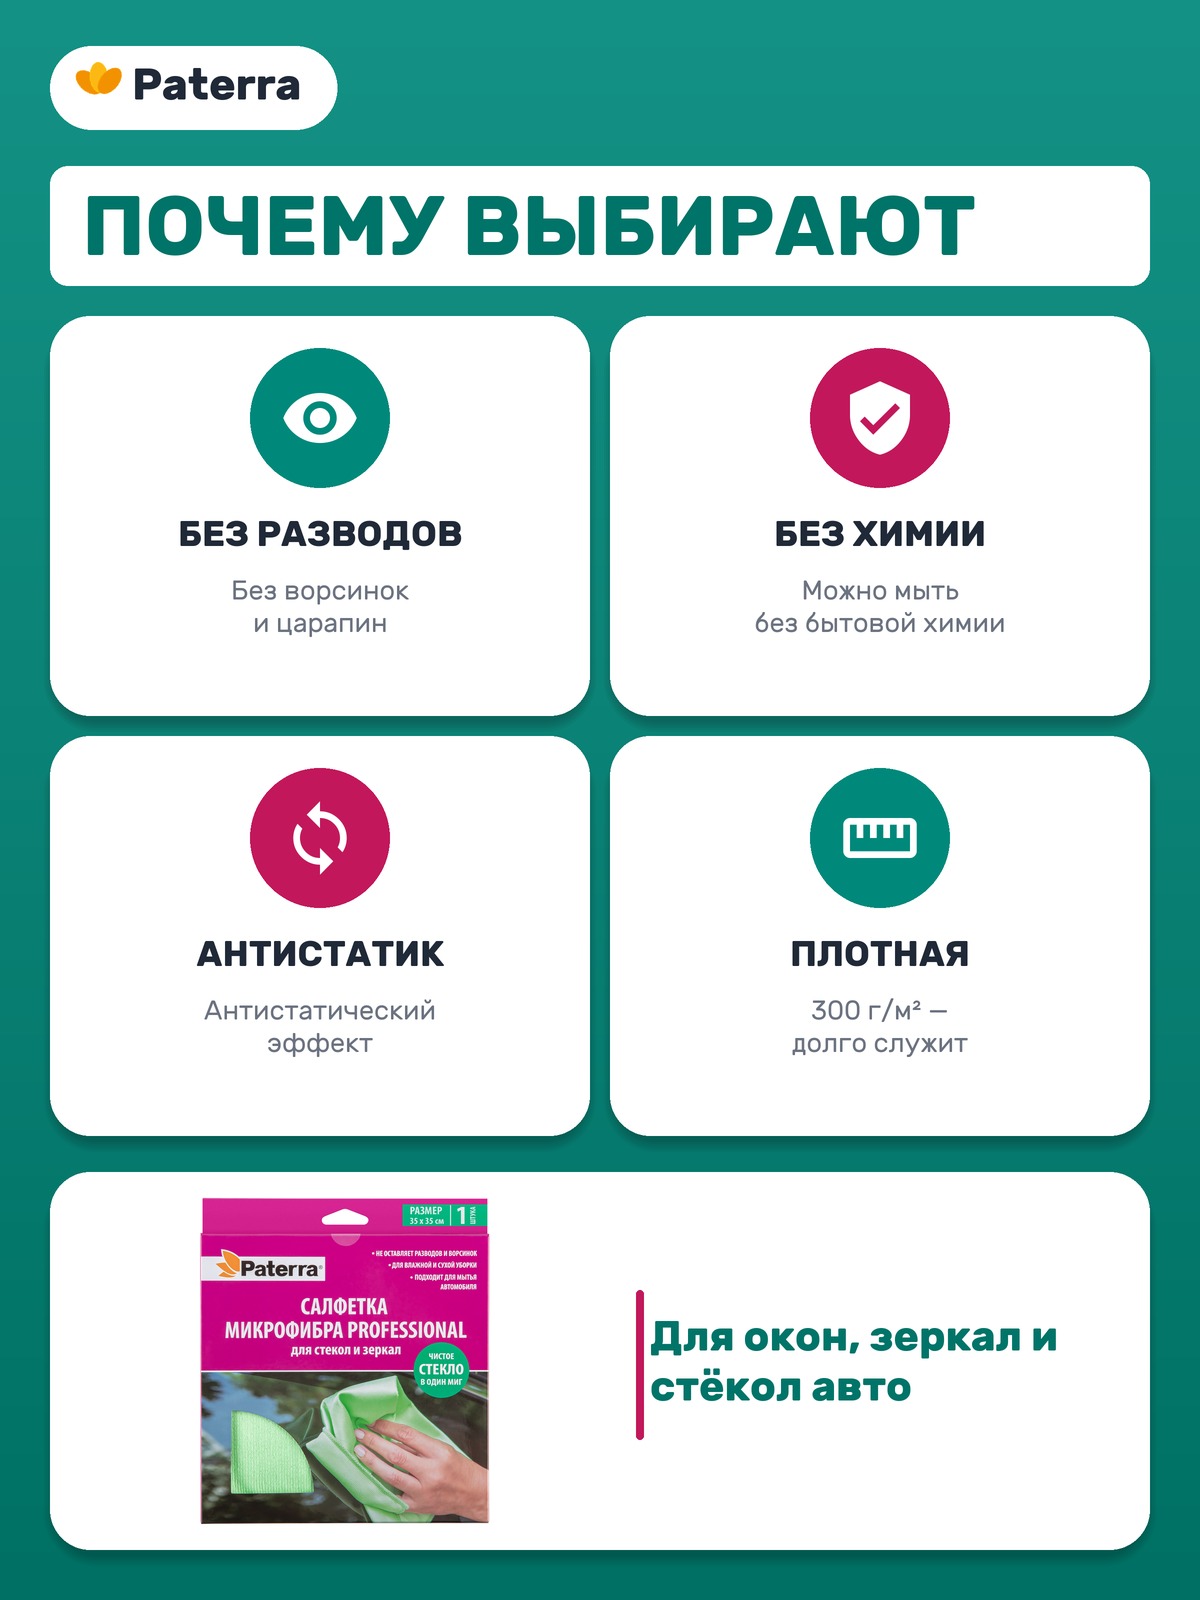 Paterra
ПОЧЕМУ ВЫБИРАЮТ
БЕЗ РАЗВОДОВ
Без ворсинок
и царапин
БЕЗ ХИМИИ
Можно мыть
без бытовой химии
АНТИСТАТИК
Антистатический
эффект
ПЛОТНАЯ
300 г/м² —
долго служит
РАЗМЕР
35 x 35 см
1
ШТУКА
Paterra®
• НЕ ОСТАВЛЯЕТ РАЗВОДОВ И ВОРСИНОК
• ДЛЯ ВЛАЖНОЙ И СУХОЙ УБОРКИ
• ПОДХОДИТ ДЛЯ МЫТЬЯ
АВТОМОБИЛЯ
САЛФЕТКА
МИКРОФИБРА PROFESSIONAL
для стекол и зеркал
ЧИСТОЕ
СТЕКЛО
В ОДИН МИГ
Для окон, зеркал и
стёкол авто